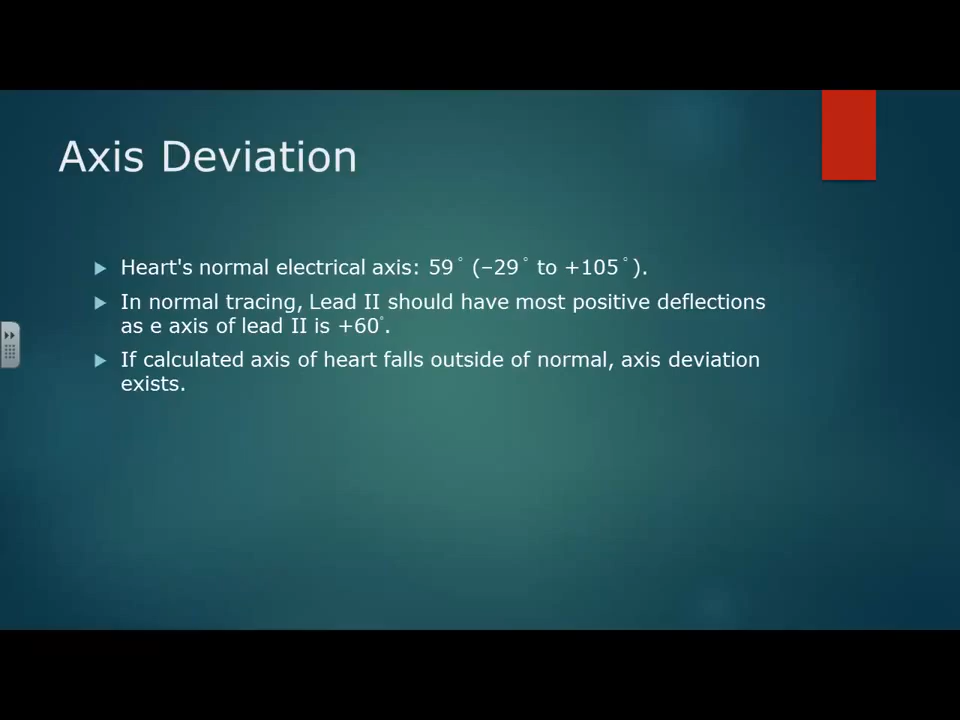 Axis Deviation
Heart's normal electrical axis: 59° (–29° to +105°).
In normal tracing, Lead II should have most positive deflections
as e axis of lead II is +60°.
If calculated axis of heart falls outside of normal, axis deviation
exists.